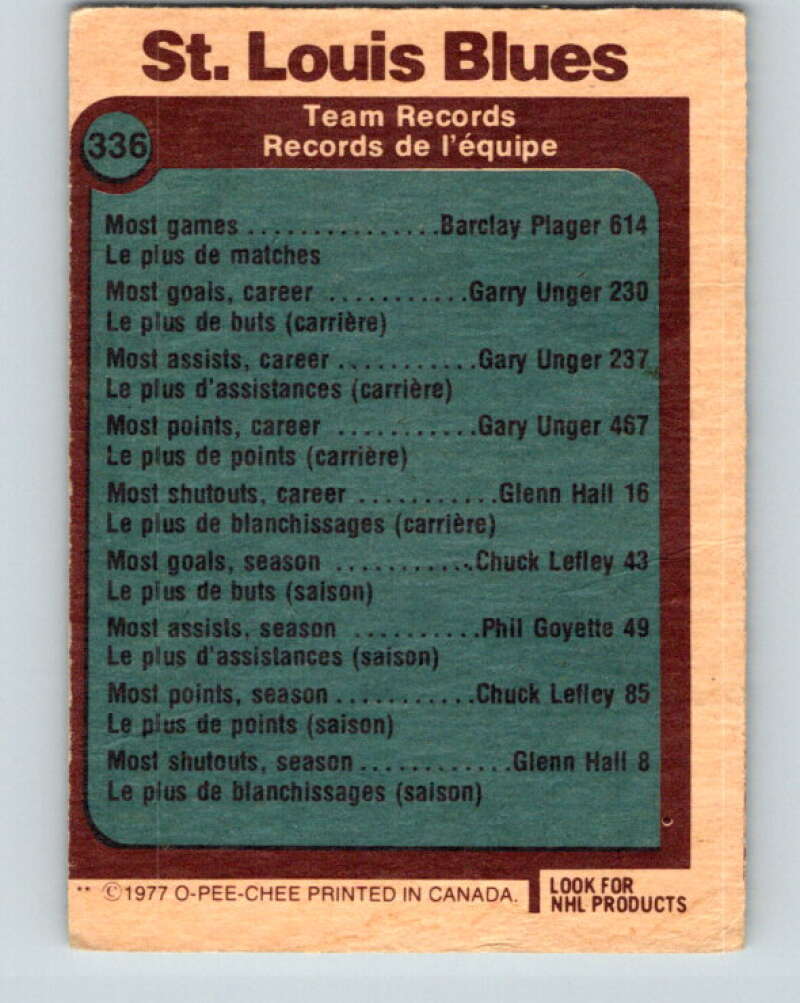 St. Louis Blues
336
Team Records
Records de l'équipe
Most games ...............Barclay Plager 614
Le plus de matches
Most goals, career ...........Garry Unger 230
Le plus de buts (carrière)
Most assists, career ...........Gary Unger 237
Le plus d'assistances (carrière)
Most points, career ...........Gary Unger 467
Le plus de points (carrière)
Most shutouts, career ...........Glenn Hall 16
Le plus de blanchissages (carrière)
Most goals, season ...........Chuck Lefley 43
Le plus de buts (saison)
Most assists, season ..........Phil Goyette 49
Le plus d'assistances (saison)
Most points, season ...........Chuck Lefley 85
Le plus de points (saison)
Most shutouts, season ............Glenn Hall 8
Le plus de blanchissages (saison)
** ©1977 O-PEE-CHEE PRINTED IN CANADA.
LOOK FOR
NHL PRODUCTS